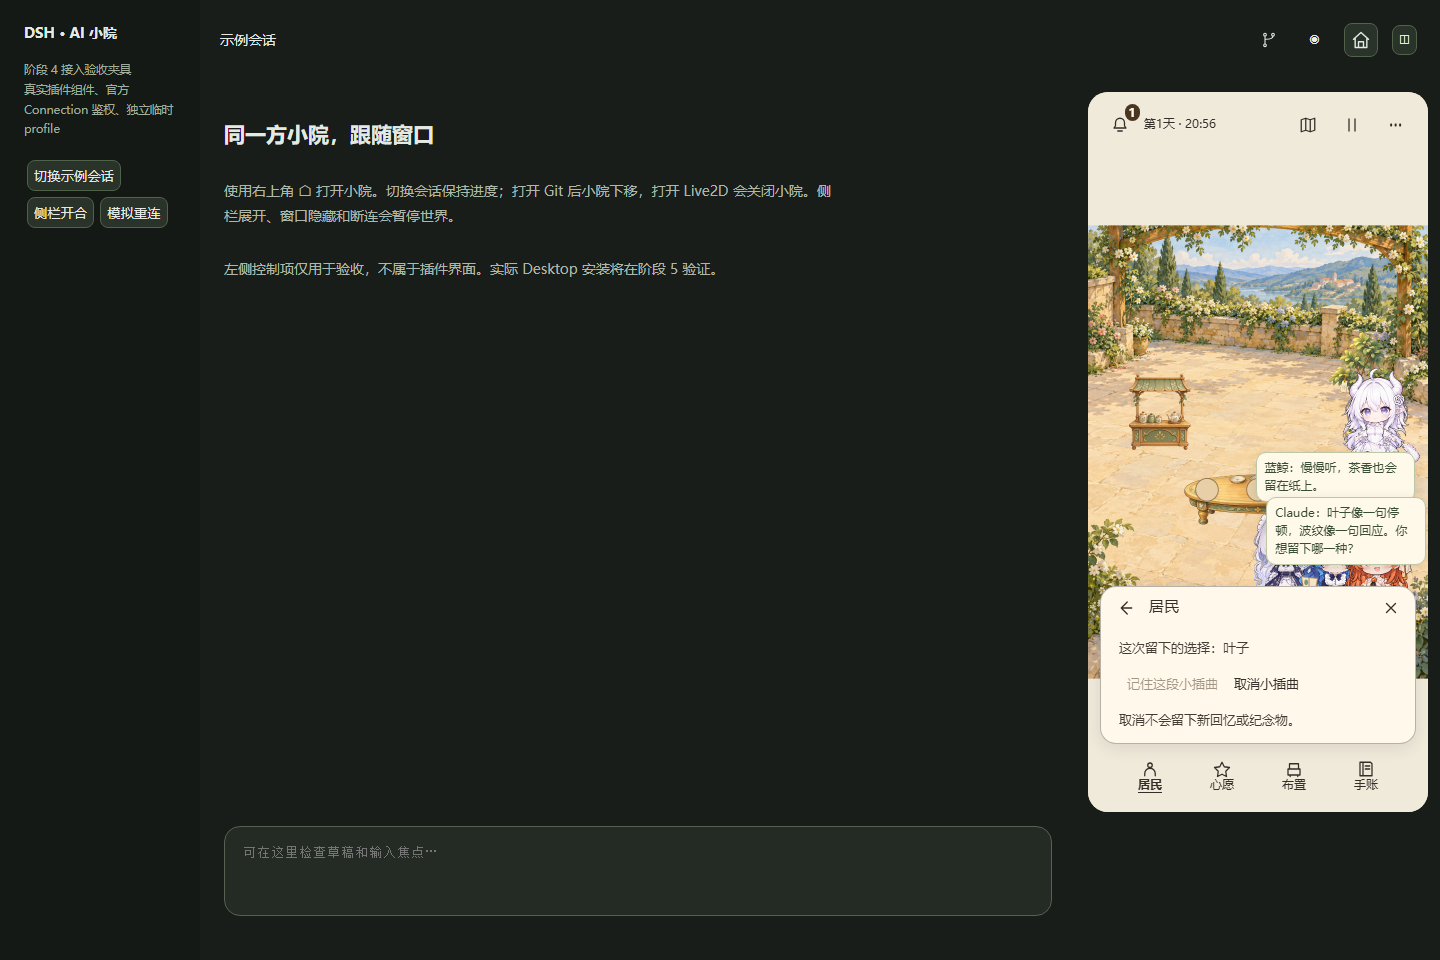 DSH • AI 小院
阶段 4 接入验收夹具
真实插件组件、官方
Connection 鉴权、独立临时
profile
切换示例会话
侧栏开合
模拟重连
示例会话
同一方小院，跟随窗口
使用右上角 ⌂ 打开小院。切换会话保持进度；打开 Git 后小院下移，打开 Live2D 会关闭小院。侧
栏展开、窗口隐藏和断连会暂停世界。
左侧控制项仅用于验收，不属于插件界面。实际 Desktop 安装将在阶段 5 验证。
可在这里检查草稿和输入焦点…
1
第1天 · 20:56
蓝鲸：慢慢听，茶香也会
留在纸上。
Claude：叶子像一句停
顿，波纹像一句回应。你
想留下哪一种？
居民
这次留下的选择：叶子
记住这段小插曲
取消小插曲
取消不会留下新回忆或纪念物。
居民
心愿
布置
手账